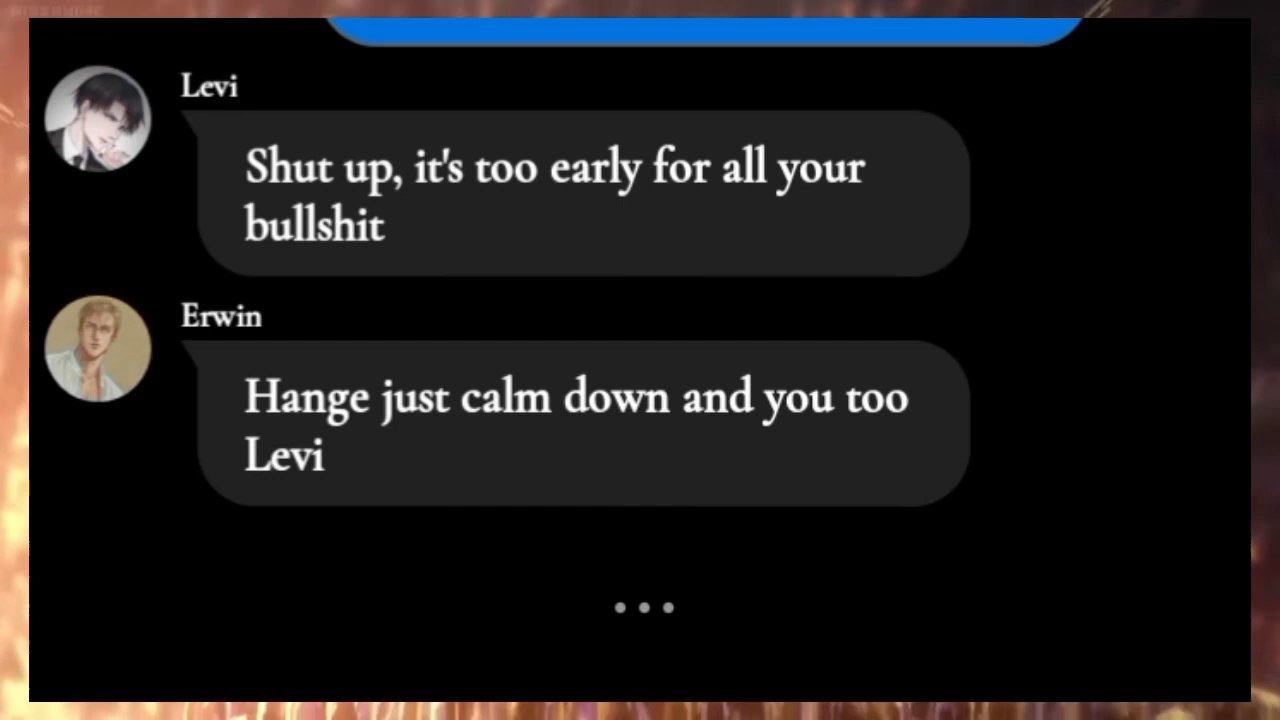 Levi
Shut up, it's too early for all your
bullshit
Erwin
Hange just calm down and you too
Levi